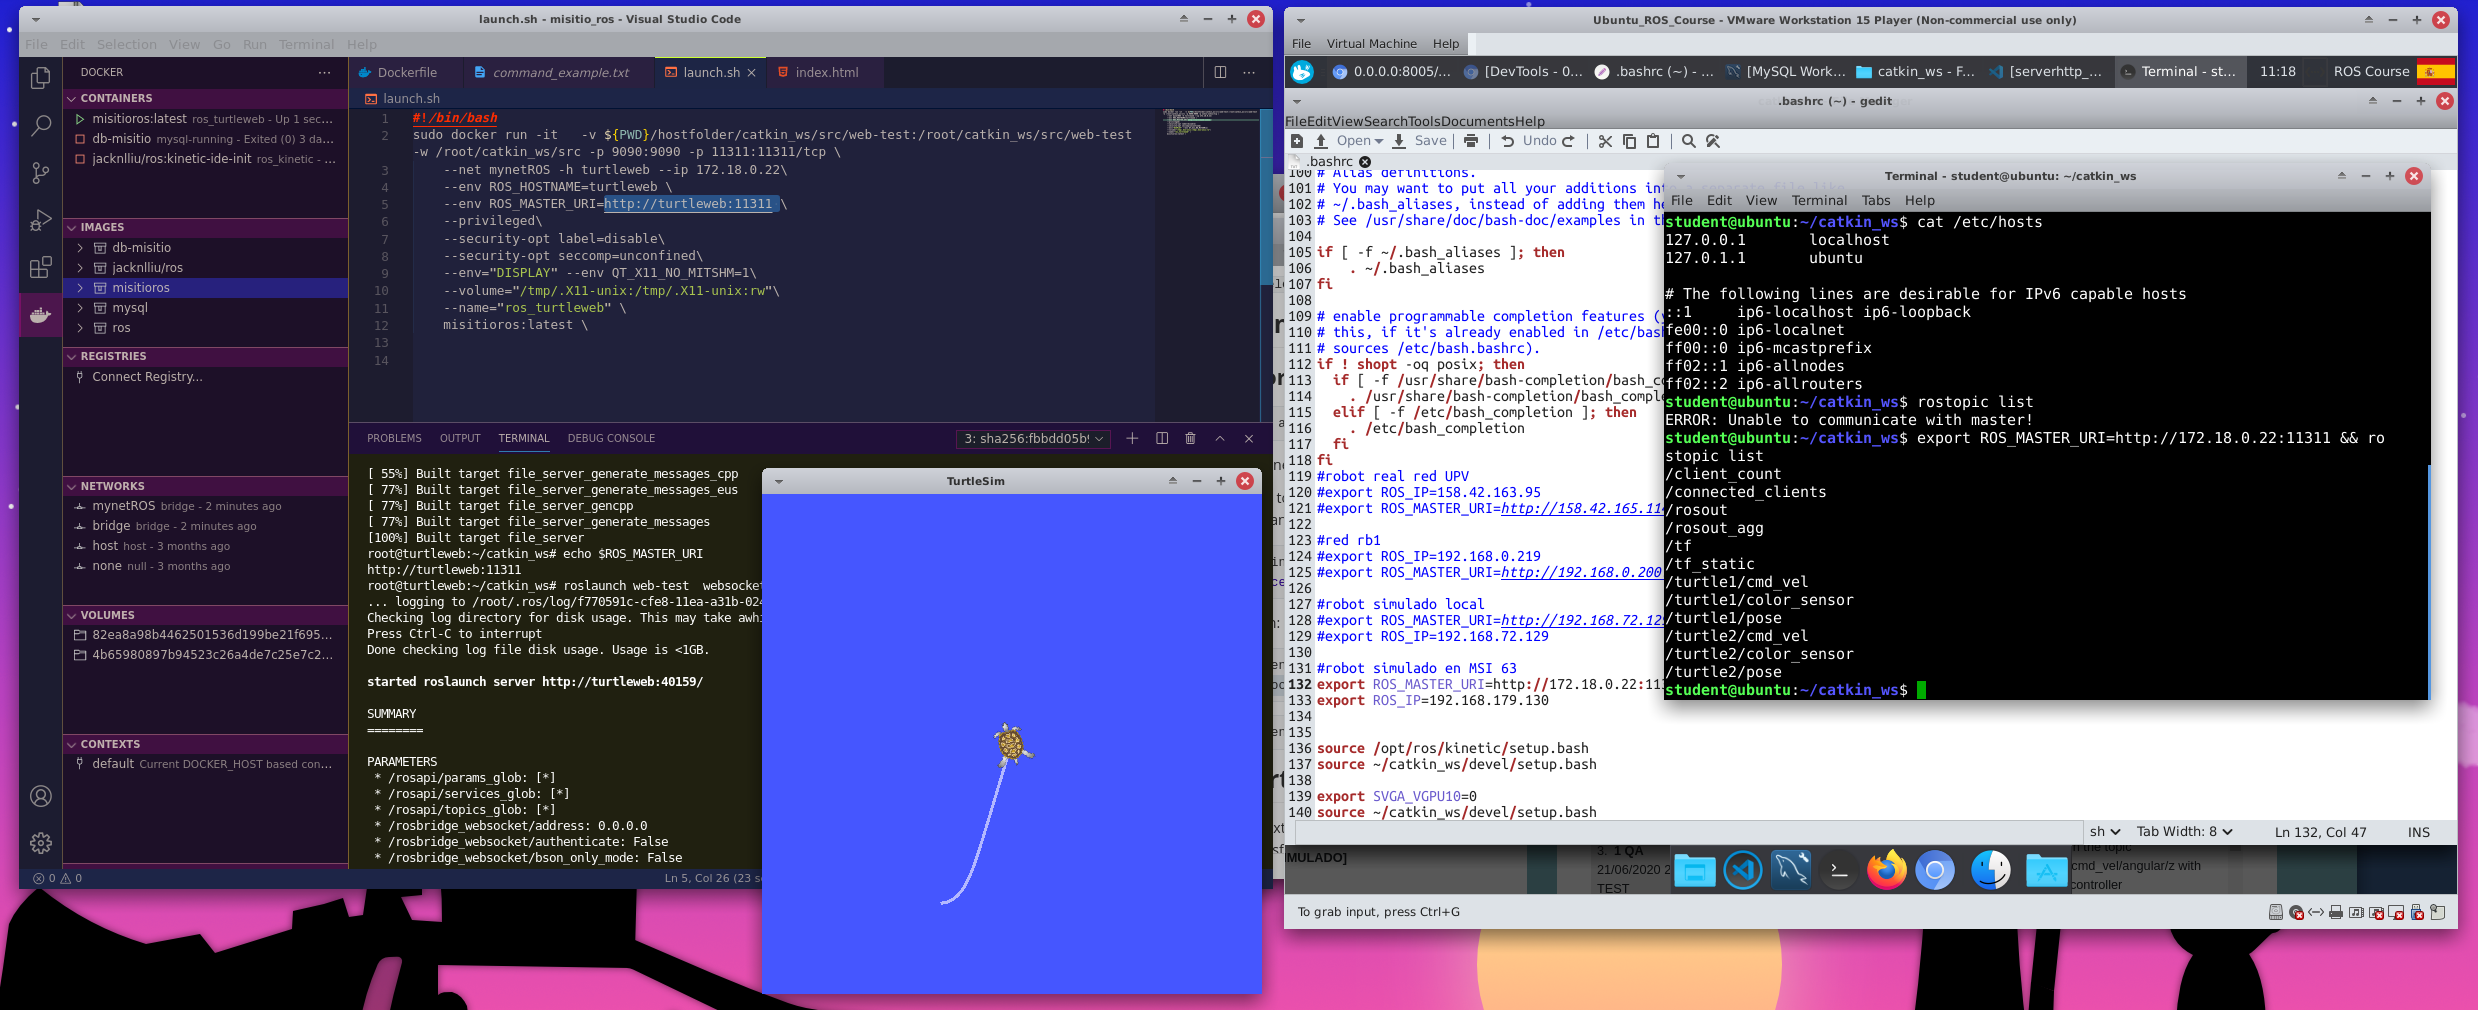 launch.sh - misitio_ros - Visual Studio Code
File Edit Selection View Go Run Terminal Help
DOCKER
CONTAINERS
misitioros:latest ros_turtleweb - Up 1 sec...
db-misitio mysql-running - Exited (0) 3 da...
jacknlliu/ros:kinetic-ide-init ros_kinetic - ...
IMAGES
db-misitio
jacknlliu/ros
misitioros
mysql
ros
REGISTRIES
Connect Registry...
NETWORKS
mynetROS bridge - 2 minutes ago
bridge bridge - 2 minutes ago
host host - 3 months ago
none null - 3 months ago
VOLUMES
82ea8a98b4462501536d199be21f695...
4b65980897b94523c26a4de7c25e7c2...
CONTEXTS
default Current DOCKER_HOST based con...
0 0
Dockerfile command_example.txt launch.sh index.html
launch.sh
1 #!/bin/bash
2 sudo docker run -it -v ${PWD}/hostfolder/catkin_ws/src/web-test:/root/catkin_ws/src/web-test
-w /root/catkin_ws/src -p 9090:9090 -p 11311:11311/tcp \
3 --net mynetROS -h turtleweb --ip 172.18.0.22\
4 --env ROS_HOSTNAME=turtleweb \
5 --env ROS_MASTER_URI=http://turtleweb:11311 \
6 --privileged\
7 --security-opt label=disable\
8 --security-opt seccomp=unconfined\
9 --env="DISPLAY" --env QT_X11_NO_MITSHM=1\
10 --volume="/tmp/.X11-unix:/tmp/.X11-unix:rw"\
11 --name="ros_turtleweb" \
12 misitioros:latest \
13
14
PROBLEMS OUTPUT TERMINAL DEBUG CONSOLE
3: sha256:fbbdd05b
[ 55%] Built target file_server_generate_messages_cpp
[ 77%] Built target file_server_generate_messages_eus
[ 77%] Built target file_server_gencpp
[ 77%] Built target file_server_generate_messages
[100%] Built target file_server
root@turtleweb:~/catkin_ws# echo $ROS_MASTER_URI
http://turtleweb:11311
root@turtleweb:~/catkin_ws# roslaunch web-test websocket
... logging to /root/.ros/log/f770591c-cfe8-11ea-a31b-024
Checking log directory for disk usage. This may take awhi
Press Ctrl-C to interrupt
Done checking log file disk usage. Usage is <1GB.
started roslaunch server http://turtleweb:40159/
SUMMARY
========
PARAMETERS
* /rosapi/params_glob: [*]
* /rosapi/services_glob: [*]
* /rosapi/topics_glob: [*]
* /rosbridge_websocket/address: 0.0.0.0
* /rosbridge_websocket/authenticate: False
* /rosbridge_websocket/bson_only_mode: False
Ln 5, Col 26 (23 s
TurtleSim
Ubuntu_ROS_Course - VMware Workstation 15 Player (Non-commercial use only)
File Virtual Machine Help
0.0.0.0:8005/... [DevTools - 0... .bashrc (~) - ... [MySQL Work... catkin_ws - F... [serverhttp_... Terminal - st... 11:18 ROS Course
.bashrc (~) - gedit
File Edit View Search Tools Documents Help
Open Save Undo
.bashrc
100 # Alias definitions.
101 # You may want to put all your additions int
102 # ~/.bash_aliases, instead of adding them he
103 # See /usr/share/doc/bash-doc/examples in th
104
105 if [ -f ~/.bash_aliases ]; then
106 . ~/.bash_aliases
107 fi
108
109 # enable programmable completion features (y
110 # this, if it's already enabled in /etc/bas
111 # sources /etc/bash.bashrc).
112 if ! shopt -oq posix; then
113 if [ -f /usr/share/bash-completion/bash_co
114 . /usr/share/bash-completion/bash_comple
115 elif [ -f /etc/bash_completion ]; then
116 . /etc/bash_completion
117 fi
118 fi
119 #robot real red UPV
120 #export ROS_IP=158.42.163.95
121 #export ROS_MASTER_URI=http://158.42.165.114
122
123 #red rb1
124 #export ROS_IP=192.168.0.219
125 #export ROS_MASTER_URI=http://192.168.0.200
126
127 #robot simulado local
128 #export ROS_MASTER_URI=http://192.168.72.129
129 #export ROS_IP=192.168.72.129
130
131 #robot simulado en MSI 63
132 export ROS_MASTER_URI=http://172.18.0.22:113
133 export ROS_IP=192.168.179.130
134
135
136 source /opt/ros/kinetic/setup.bash
137 source ~/catkin_ws/devel/setup.bash
138
139 export SVGA_VGPU10=0
140 source ~/catkin_ws/devel/setup.bash
sh Tab Width: 8 Ln 132, Col 47 INS
Terminal - student@ubuntu: ~/catkin_ws
File Edit View Terminal Tabs Help
student@ubuntu:~/catkin_ws$ cat /etc/hosts
127.0.0.1 localhost
127.0.1.1 ubuntu
# The following lines are desirable for IPv6 capable hosts
::1 ip6-localhost ip6-loopback
fe00::0 ip6-localnet
ff00::0 ip6-mcastprefix
ff02::1 ip6-allnodes
ff02::2 ip6-allrouters
student@ubuntu:~/catkin_ws$ rostopic list
ERROR: Unable to communicate with master!
student@ubuntu:~/catkin_ws$ export ROS_MASTER_URI=http://172.18.0.22:11311 && ro
stopic list
/client_count
/connected_clients
/rosout
/rosout_agg
/tf
/tf_static
/turtle1/cmd_vel
/turtle1/color_sensor
/turtle1/pose
/turtle2/cmd_vel
/turtle2/color_sensor
/turtle2/pose
student@ubuntu:~/catkin_ws$
MULADO]
3. 1 QA
21/06/2020 2
TEST
the topic
cmd_vel/angular/z with
controller
To grab input, press Ctrl+G